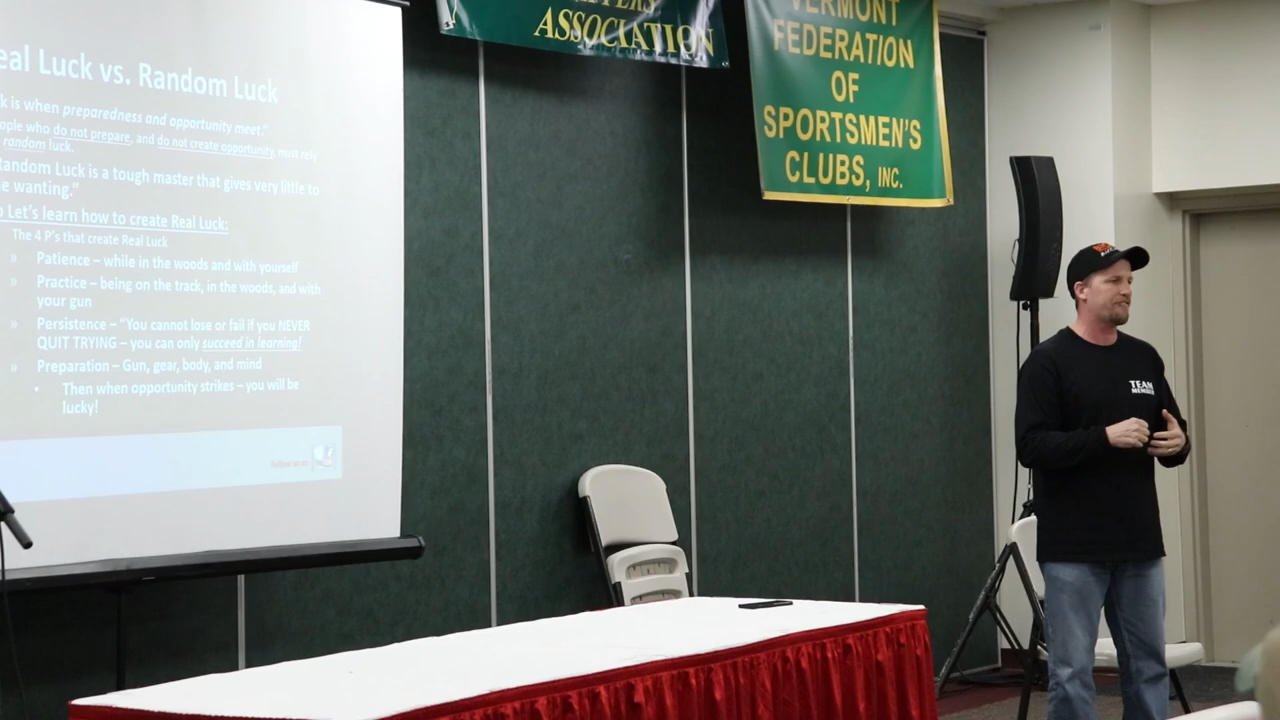 eal Luck vs. Random Luck
k is when preparedness and opportunity meet."
ople who do not prepare, and do not create opportunity, must rely
random luck.
Random Luck is a tough master that gives very little to
e wanting."
o Let's learn how to create Real Luck:
The 4 P's that create Real Luck
» Patience – while in the woods and with yourself
» Practice – being on the track, in the woods, and with
your gun
» Persistence – "You cannot lose or fail if you NEVER
QUIT TRYING – you can only succeed in learning!
» Preparation – Gun, gear, body, and mind
• Then when opportunity strikes – you will be
lucky!
ASSOCIATION
VERMONT
FEDERATION
OF
SPORTSMEN'S
CLUBS, INC.
TEAM
MEMBER